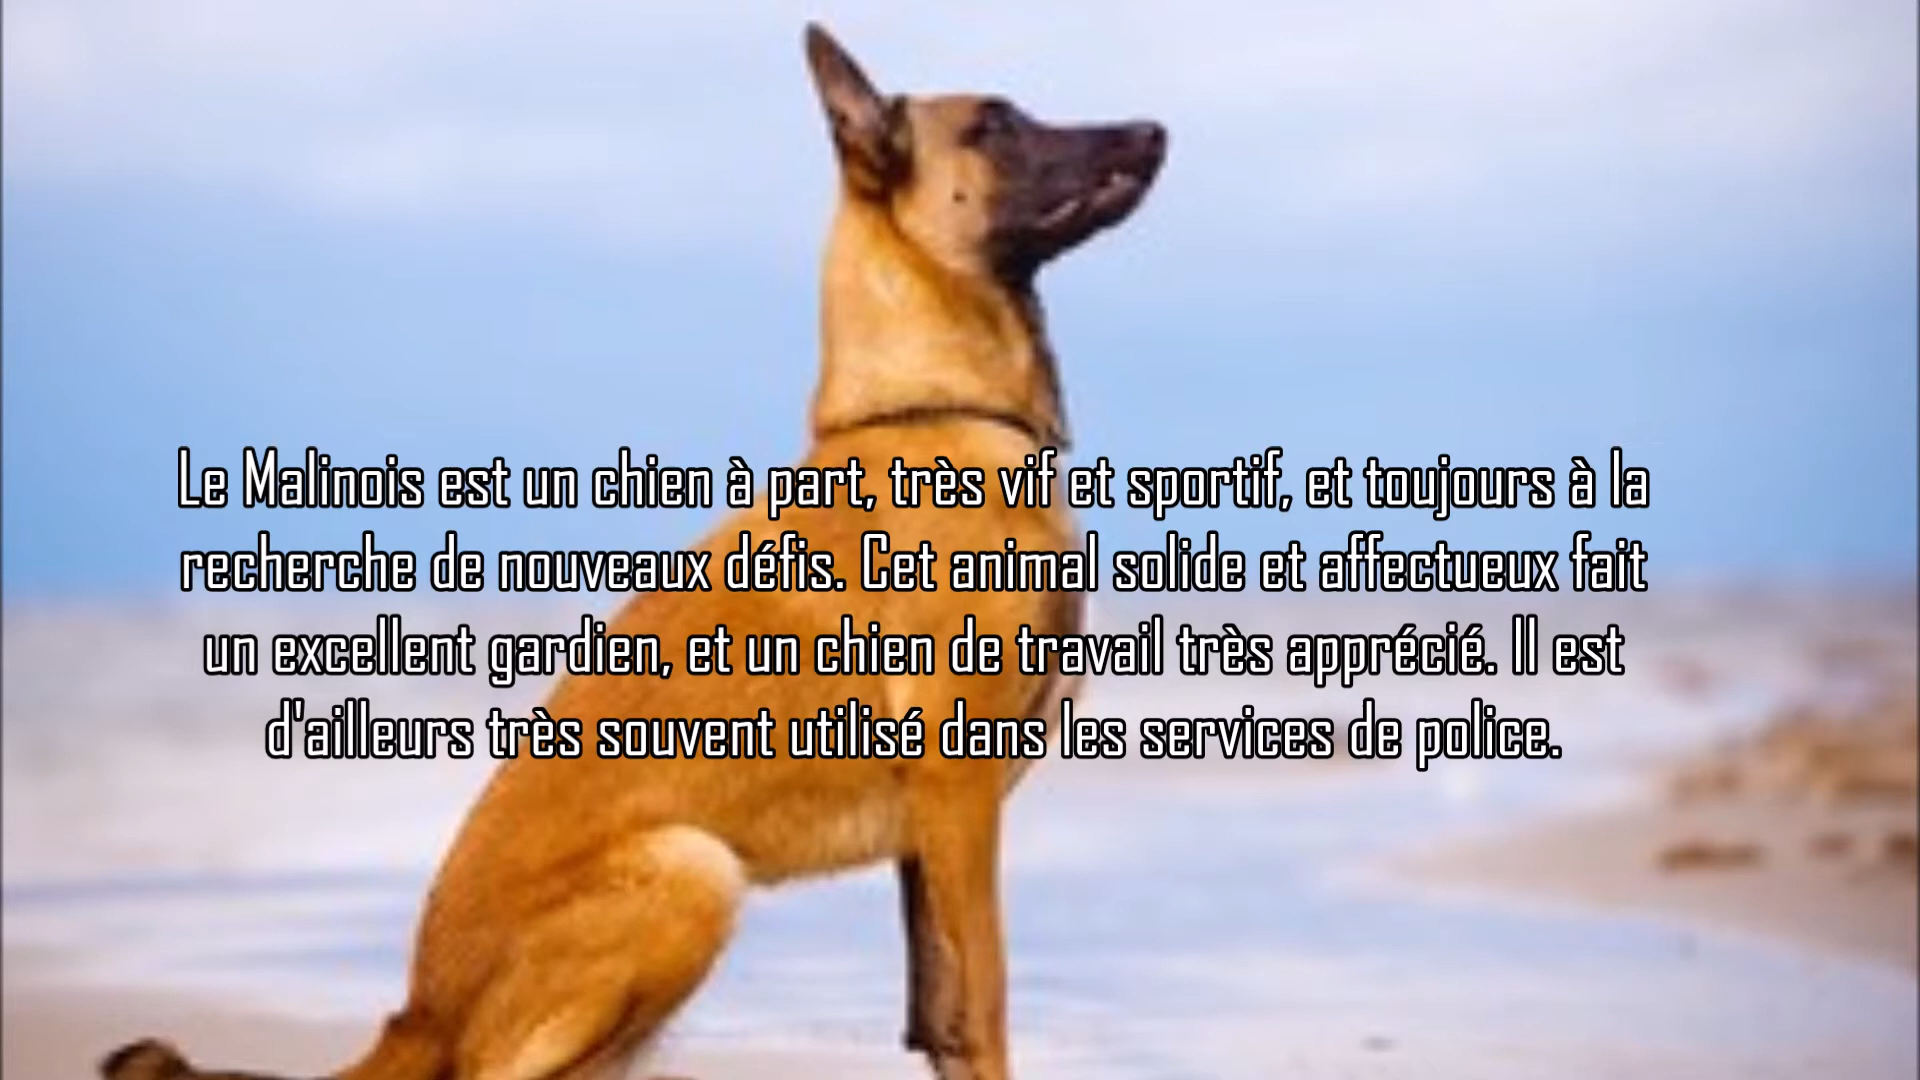 Le Malinois est un chien à part, très vif et sportif, et toujours à la
recherche de nouveaux défis. Cet animal solide et affectueux fait
un excellent gardien, et un chien de travail très apprécié. Il est
d'ailleurs très souvent utilisé dans les services de police.